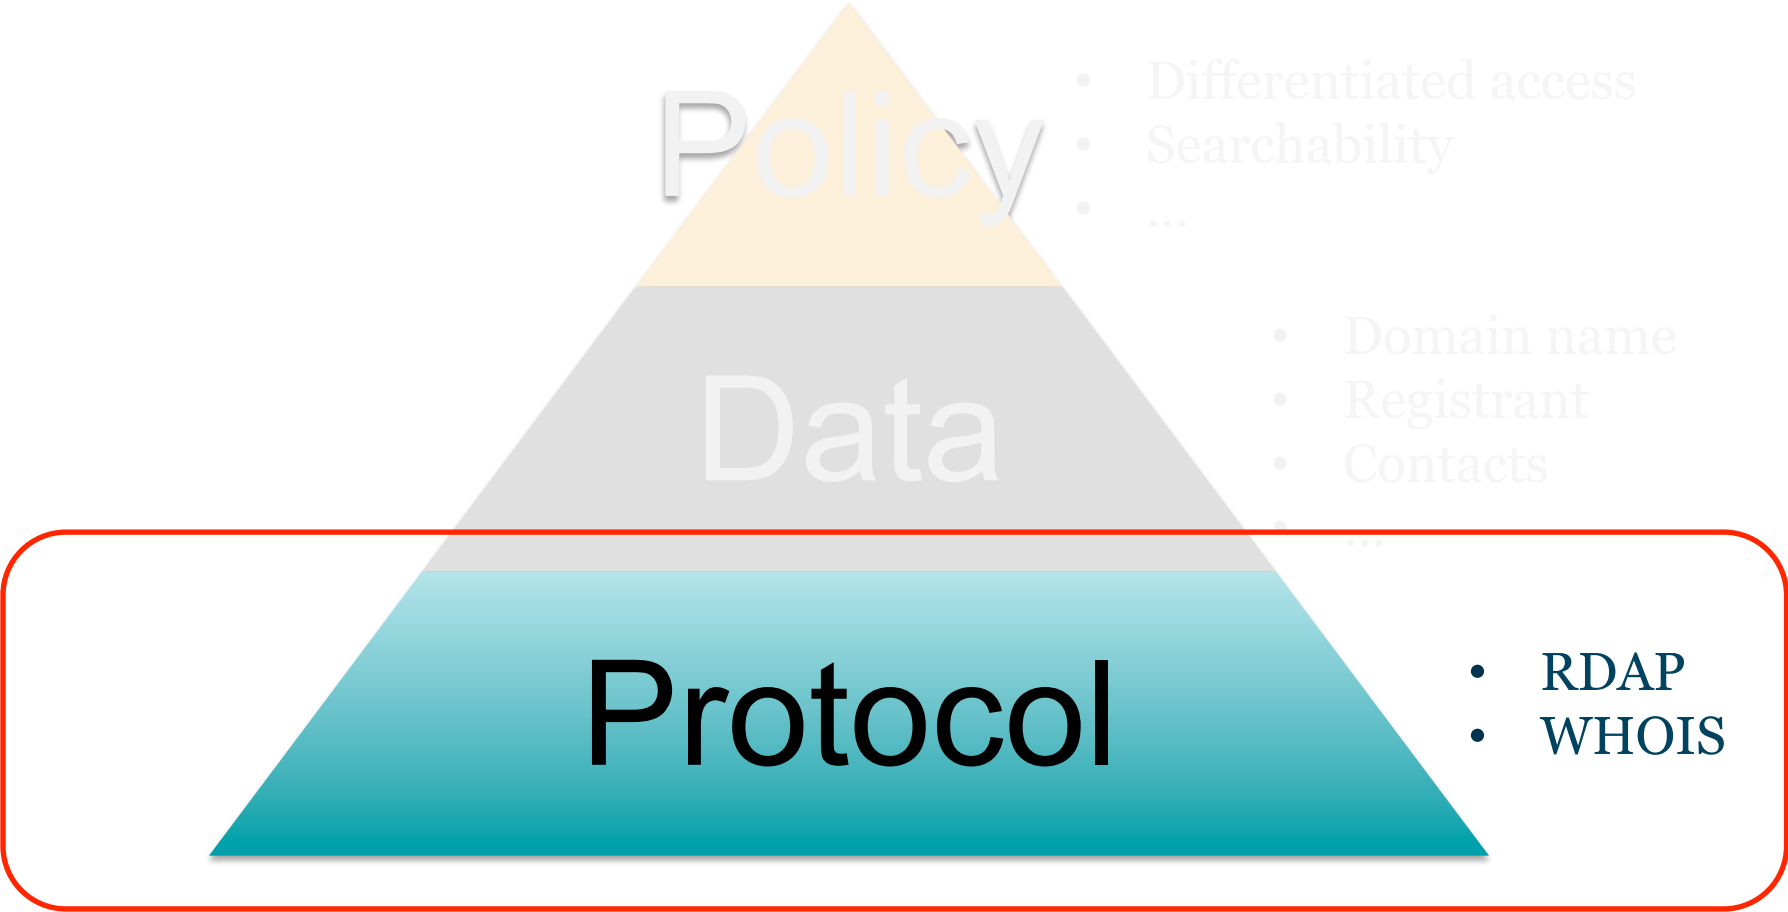 Policy
• Differentiated access
• Searchability
• ...
Data
• Domain name
• Registrant
• Contacts
• ...
Protocol
• RDAP
• WHOIS